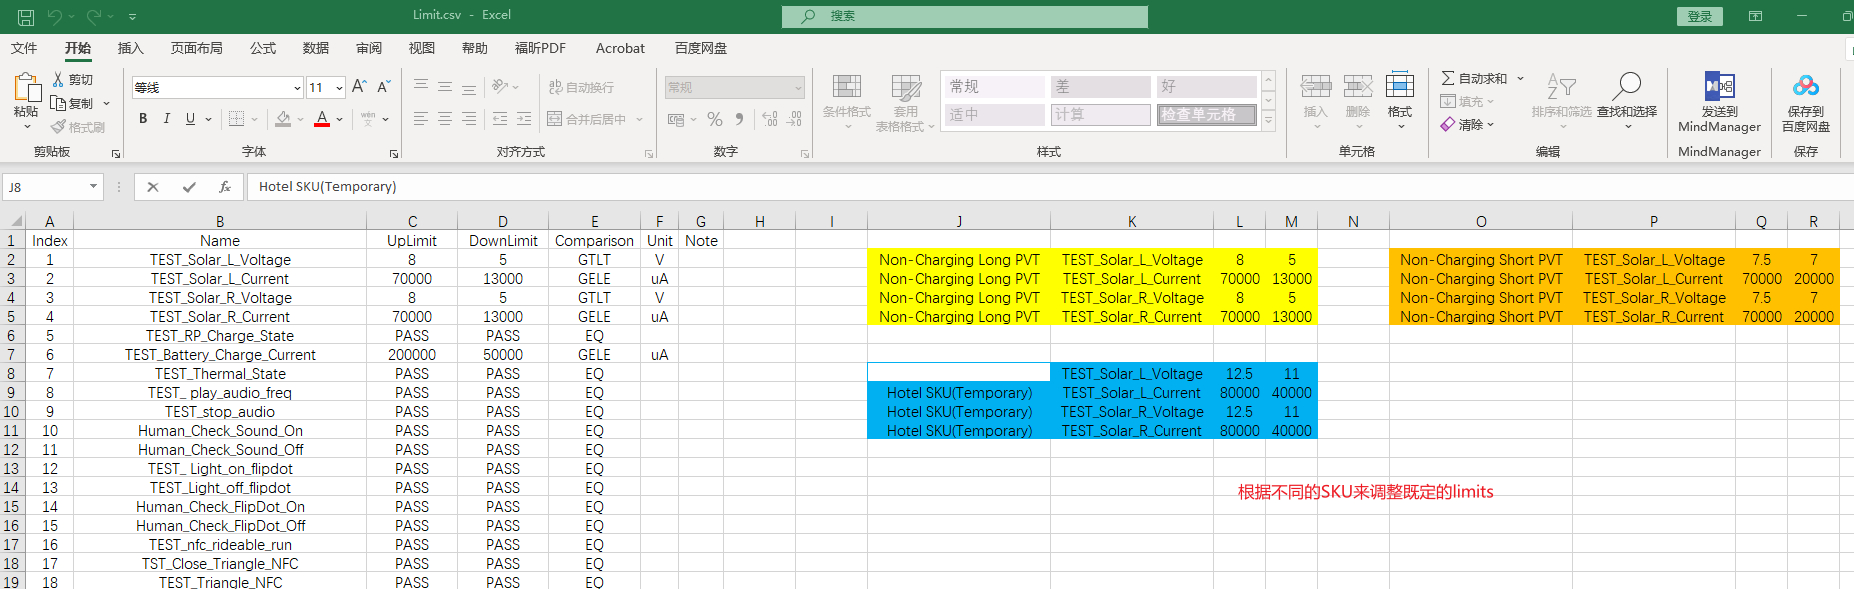 Limit.csv - Excel
搜索
登录
文件 开始 插入 页面布局 公式 数据 审阅 视图 帮助 福昕PDF Acrobat 百度网盘
粘贴 剪切 复制 格式刷 剪贴板
等线 11 B I U A wén 文 字体
自动换行 合并后居中 对齐方式
常规 % 数字
条件格式 套用表格格式 常规 差 好 适中 计算 检查单元格 样式
插入 删除 格式 单元格
自动求和 填充 清除 排序和筛选 查找和选择 编辑
发送到 MindManager MindManager
保存到 百度网盘 保存
J8 fx Hotel SKU(Temporary)
A B C D E F G H I J K L M N O P Q R
1 Index Name UpLimit DownLimit Comparison Unit Note
2 1 TEST_Solar_L_Voltage 8 5 GTLT V Non-Charging Long PVT TEST_Solar_L_Voltage 8 5 Non-Charging Short PVT TEST_Solar_L_Voltage 7.5 7
3 2 TEST_Solar_L_Current 70000 13000 GELE uA Non-Charging Long PVT TEST_Solar_L_Current 70000 13000 Non-Charging Short PVT TEST_Solar_L_Current 70000 20000
4 3 TEST_Solar_R_Voltage 8 5 GTLT V Non-Charging Long PVT TEST_Solar_R_Voltage 8 5 Non-Charging Short PVT TEST_Solar_R_Voltage 7.5 7
5 4 TEST_Solar_R_Current 70000 13000 GELE uA Non-Charging Long PVT TEST_Solar_R_Current 70000 13000 Non-Charging Short PVT TEST_Solar_R_Current 70000 20000
6 5 TEST_RP_Charge_State PASS PASS EQ
7 6 TEST_Battery_Charge_Current 200000 50000 GELE uA
8 7 TEST_Thermal_State PASS PASS EQ TEST_Solar_L_Voltage 12.5 11
9 8 TEST_ play_audio_freq PASS PASS EQ Hotel SKU(Temporary) TEST_Solar_L_Current 80000 40000
10 9 TEST_stop_audio PASS PASS EQ Hotel SKU(Temporary) TEST_Solar_R_Voltage 12.5 11
11 10 Human_Check_Sound_On PASS PASS EQ Hotel SKU(Temporary) TEST_Solar_R_Current 80000 40000
12 11 Human_Check_Sound_Off PASS PASS EQ
13 12 TEST_ Light_on_flipdot PASS PASS EQ
14 13 TEST_Light_off_flipdot PASS PASS EQ 根据不同的SKU来调整既定的limits
15 14 Human_Check_FlipDot_On PASS PASS EQ
16 15 Human_Check_FlipDot_Off PASS PASS EQ
17 16 TEST_nfc_rideable_run PASS PASS EQ
18 17 TST_Close_Triangle_NFC PASS PASS EQ
19 18 TEST_Triangle_NFC PASS PASS EQ